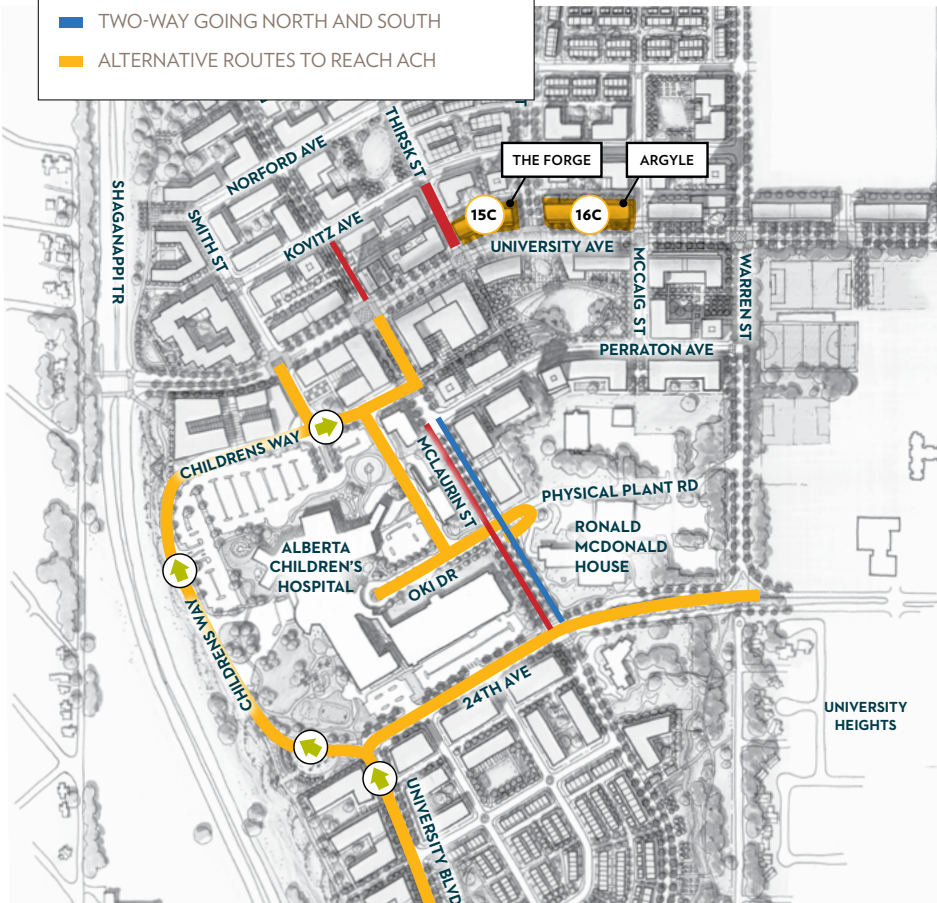 TWO-WAY GOING NORTH AND SOUTH
ALTERNATIVE ROUTES TO REACH ACH
THIRSK ST
THE FORGE
ARGYLE
NORFORD AVE
SHAGANAPPI TR
SMITH ST
KOVITZ AVE
15C
16C
UNIVERSITY AVE
MCCAIG ST
WARREN ST
PERRATON AVE
CHILDRENS WAY
MCLAURIN ST
PHYSICAL PLANT RD
ALBERTA
CHILDREN'S
HOSPITAL
RONALD
MCDONALD
HOUSE
OKI DR
CHILDRENS WAY
24TH AVE
UNIVERSITY
HEIGHTS
UNIVERSITY BLVD